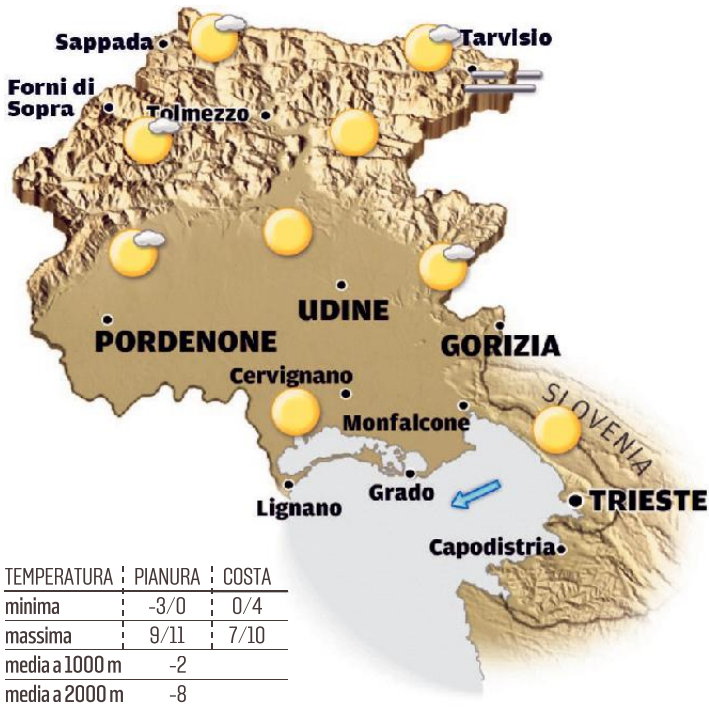 Sappada
Tarvisio
Forni di
Sopra
Tolmezzo
UDINE
PORDENONE
GORIZIA
Cervignano
SLOVENIA
Monfalcone
Grado
Lignano
TRIESTE
Capodistria
TEMPERATURA PIANURA COSTA
minima -3/0 0/4
massima 9/11 7/10
media a 1000 m -2
media a 2000 m -8